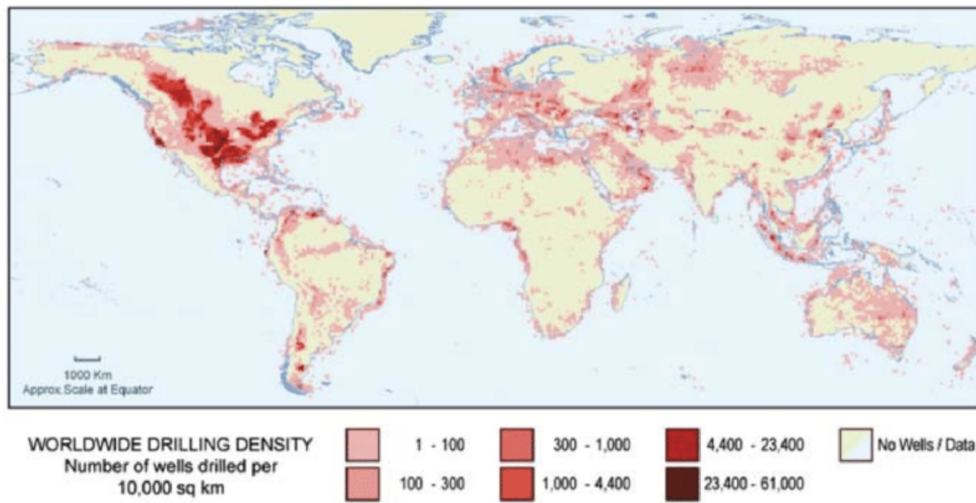 1000 Km
Approx.Scale at Equator
WORLDWIDE DRILLING DENSITY
Number of wells drilled per
10,000 sq km
1 - 100
300 - 1,000
4,400 - 23,400
No Wells / Data
100 - 300
1,000 - 4,400
23,400 - 61,000